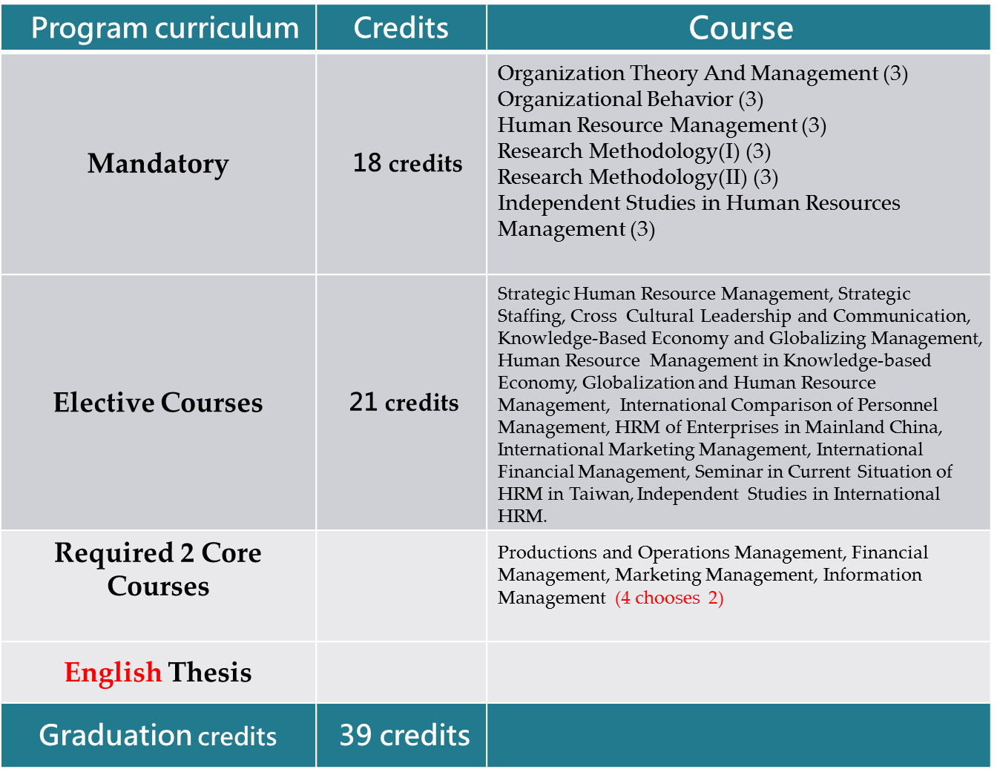 Program curriculum
Credits
Course
Mandatory
18 credits
Organization Theory And Management (3)
Organizational Behavior (3)
Human Resource Management (3)
Research Methodology(I) (3)
Research Methodology(II) (3)
Independent Studies in Human Resources
Management (3)
Elective Courses
21 credits
Strategic Human Resource Management, Strategic
Staffing, Cross Cultural Leadership and Communication,
Knowledge-Based Economy and Globalizing Management,
Human Resource Management in Knowledge-based
Economy, Globalization and Human Resource
Management, International Comparison of Personnel
Management, HRM of Enterprises in Mainland China,
International Marketing Management, International
Financial Management, Seminar in Current Situation of
HRM in Taiwan, Independent Studies in International
HRM.
Required 2 Core
Courses
Productions and Operations Management, Financial
Management, Marketing Management, Information
Management (4 chooses 2)
English Thesis
Graduation credits
39 credits